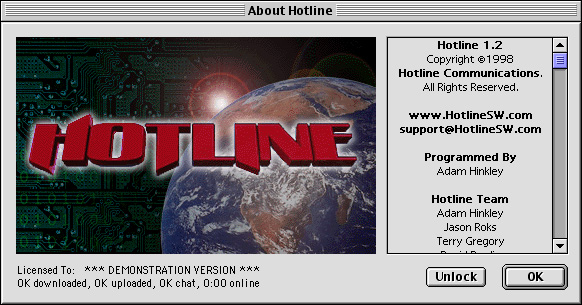 About Hotline
HOTLINE
Hotline 1.2
Copyright ©1998
Hotline Communications.
All Rights Reserved.
www.HotlineSW.com
support@HotlineSW.com
Programmed By
Adam Hinkley
Hotline Team
Adam Hinkley
Jason Roks
Terry Gregory
Licensed To: *** DEMONSTRATION VERSION ***
0K downloaded, 0K uploaded, 0K chat, 0:00 online
Unlock
OK